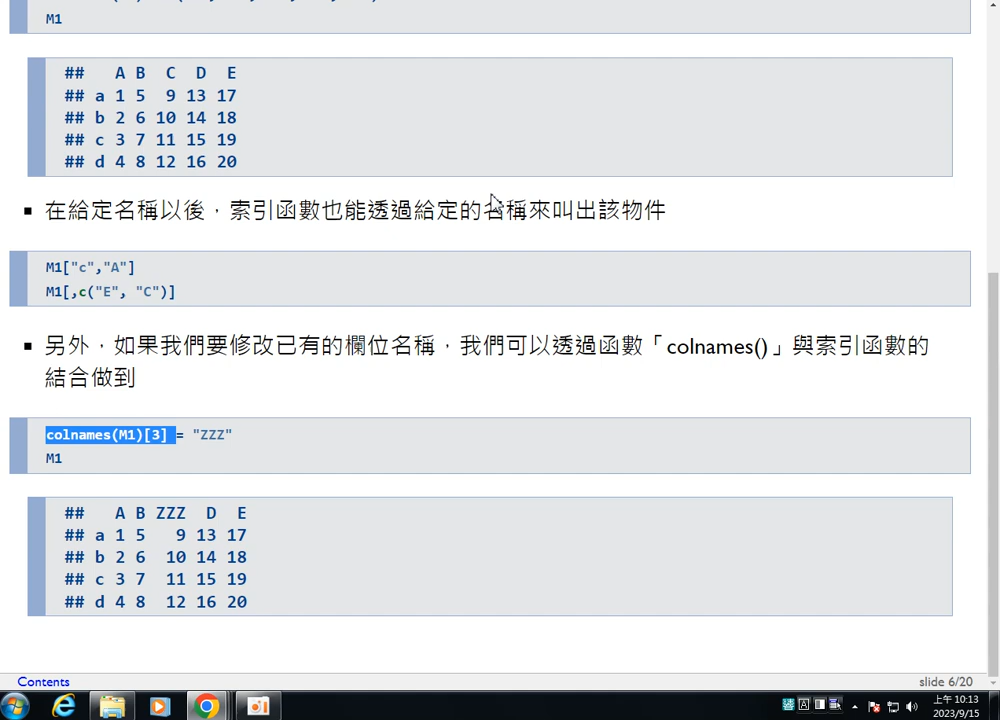 M1
##   A B  C  D  E
## a 1 5  9 13 17
## b 2 6 10 14 18
## c 3 7 11 15 19
## d 4 8 12 16 20
▪ 在給定名稱以後，索引函數也能透過給定的名稱來叫出該物件
M1["c","A"]
M1[,c("E", "C")]
▪ 另外，如果我們要修改已有的欄位名稱，我們可以透過函數「colnames()」與索引函數的
結合做到
colnames(M1)[3] = "ZZZ"
M1
##   A B ZZZ  D  E
## a 1 5   9 13 17
## b 2 6  10 14 18
## c 3 7  11 15 19
## d 4 8  12 16 20
Contents
slide 6/20
上午 10:13
2023/9/15